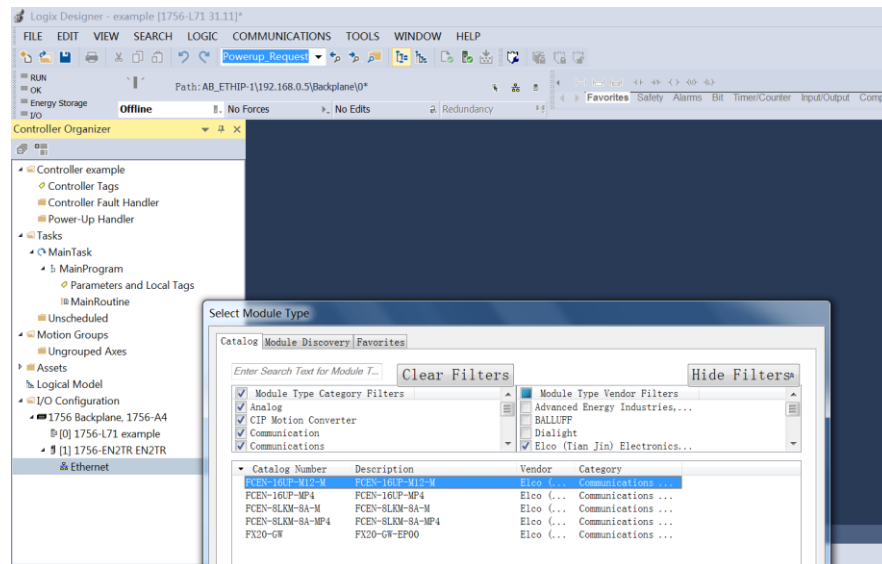 Logix Designer - example [1756-L71 31.11]*
FILE EDIT VIEW SEARCH LOGIC COMMUNICATIONS TOOLS WINDOW HELP
Powerup_Request
RUN
OK
Energy Storage
I/O
Path: AB_ETHIP-1\192.168.0.5\Backplane\0*
Offline No Forces No Edits Redundancy
Favorites Safety Alarms Bit Timer/Counter Input/Output Comp
Controller Organizer
Controller example
Controller Tags
Controller Fault Handler
Power-Up Handler
Tasks
MainTask
MainProgram
Parameters and Local Tags
MainRoutine
Unscheduled
Motion Groups
Ungrouped Axes
Assets
Logical Model
I/O Configuration
1756 Backplane, 1756-A4
[0] 1756-L71 example
[1] 1756-EN2TR EN2TR
Ethernet
Select Module Type
Catalog Module Discovery Favorites
Enter Search Text for Module T...
Clear Filters
Hide Filters
Module Type Category Filters
Analog
CIP Motion Converter
Communication
Communications
Module Type Vendor Filters
Advanced Energy Industries,...
BALLUFF
Dialight
Elco (Tian Jin) Electronics...
Catalog Number Description Vendor Category
FCEN-16UP-M12-M FCEN-16UP-M12-M Elco (... Communications ...
FCEN-16UP-MP4 FCEN-16UP-MP4 Elco (... Communications ...
FCEN-8LKM-8A-M FCEN-8LKM-8A-M Elco (... Communications ...
FCEN-8LKM-8A-MP4 FCEN-8LKM-8A-MP4 Elco (... Communications ...
FX20-GW FX20-GW-EP00 Elco (... Communications ...